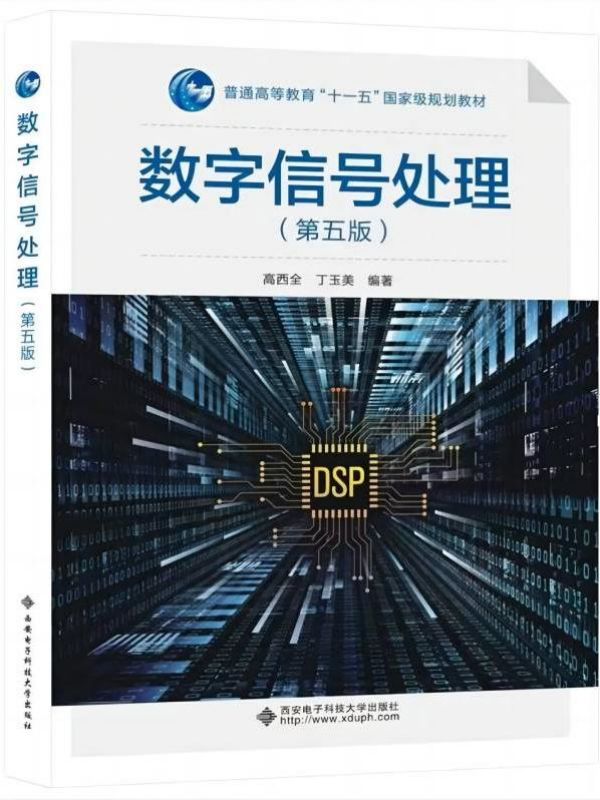 普通高等教育“十一五”国家级规划教材
数字信号处理
（第五版）
高西全 丁玉美 编著
DSP
西安电子科技大学出版社
http://www.xduph.com
数字信号处理（第五版）
西安电子科技大学出版社